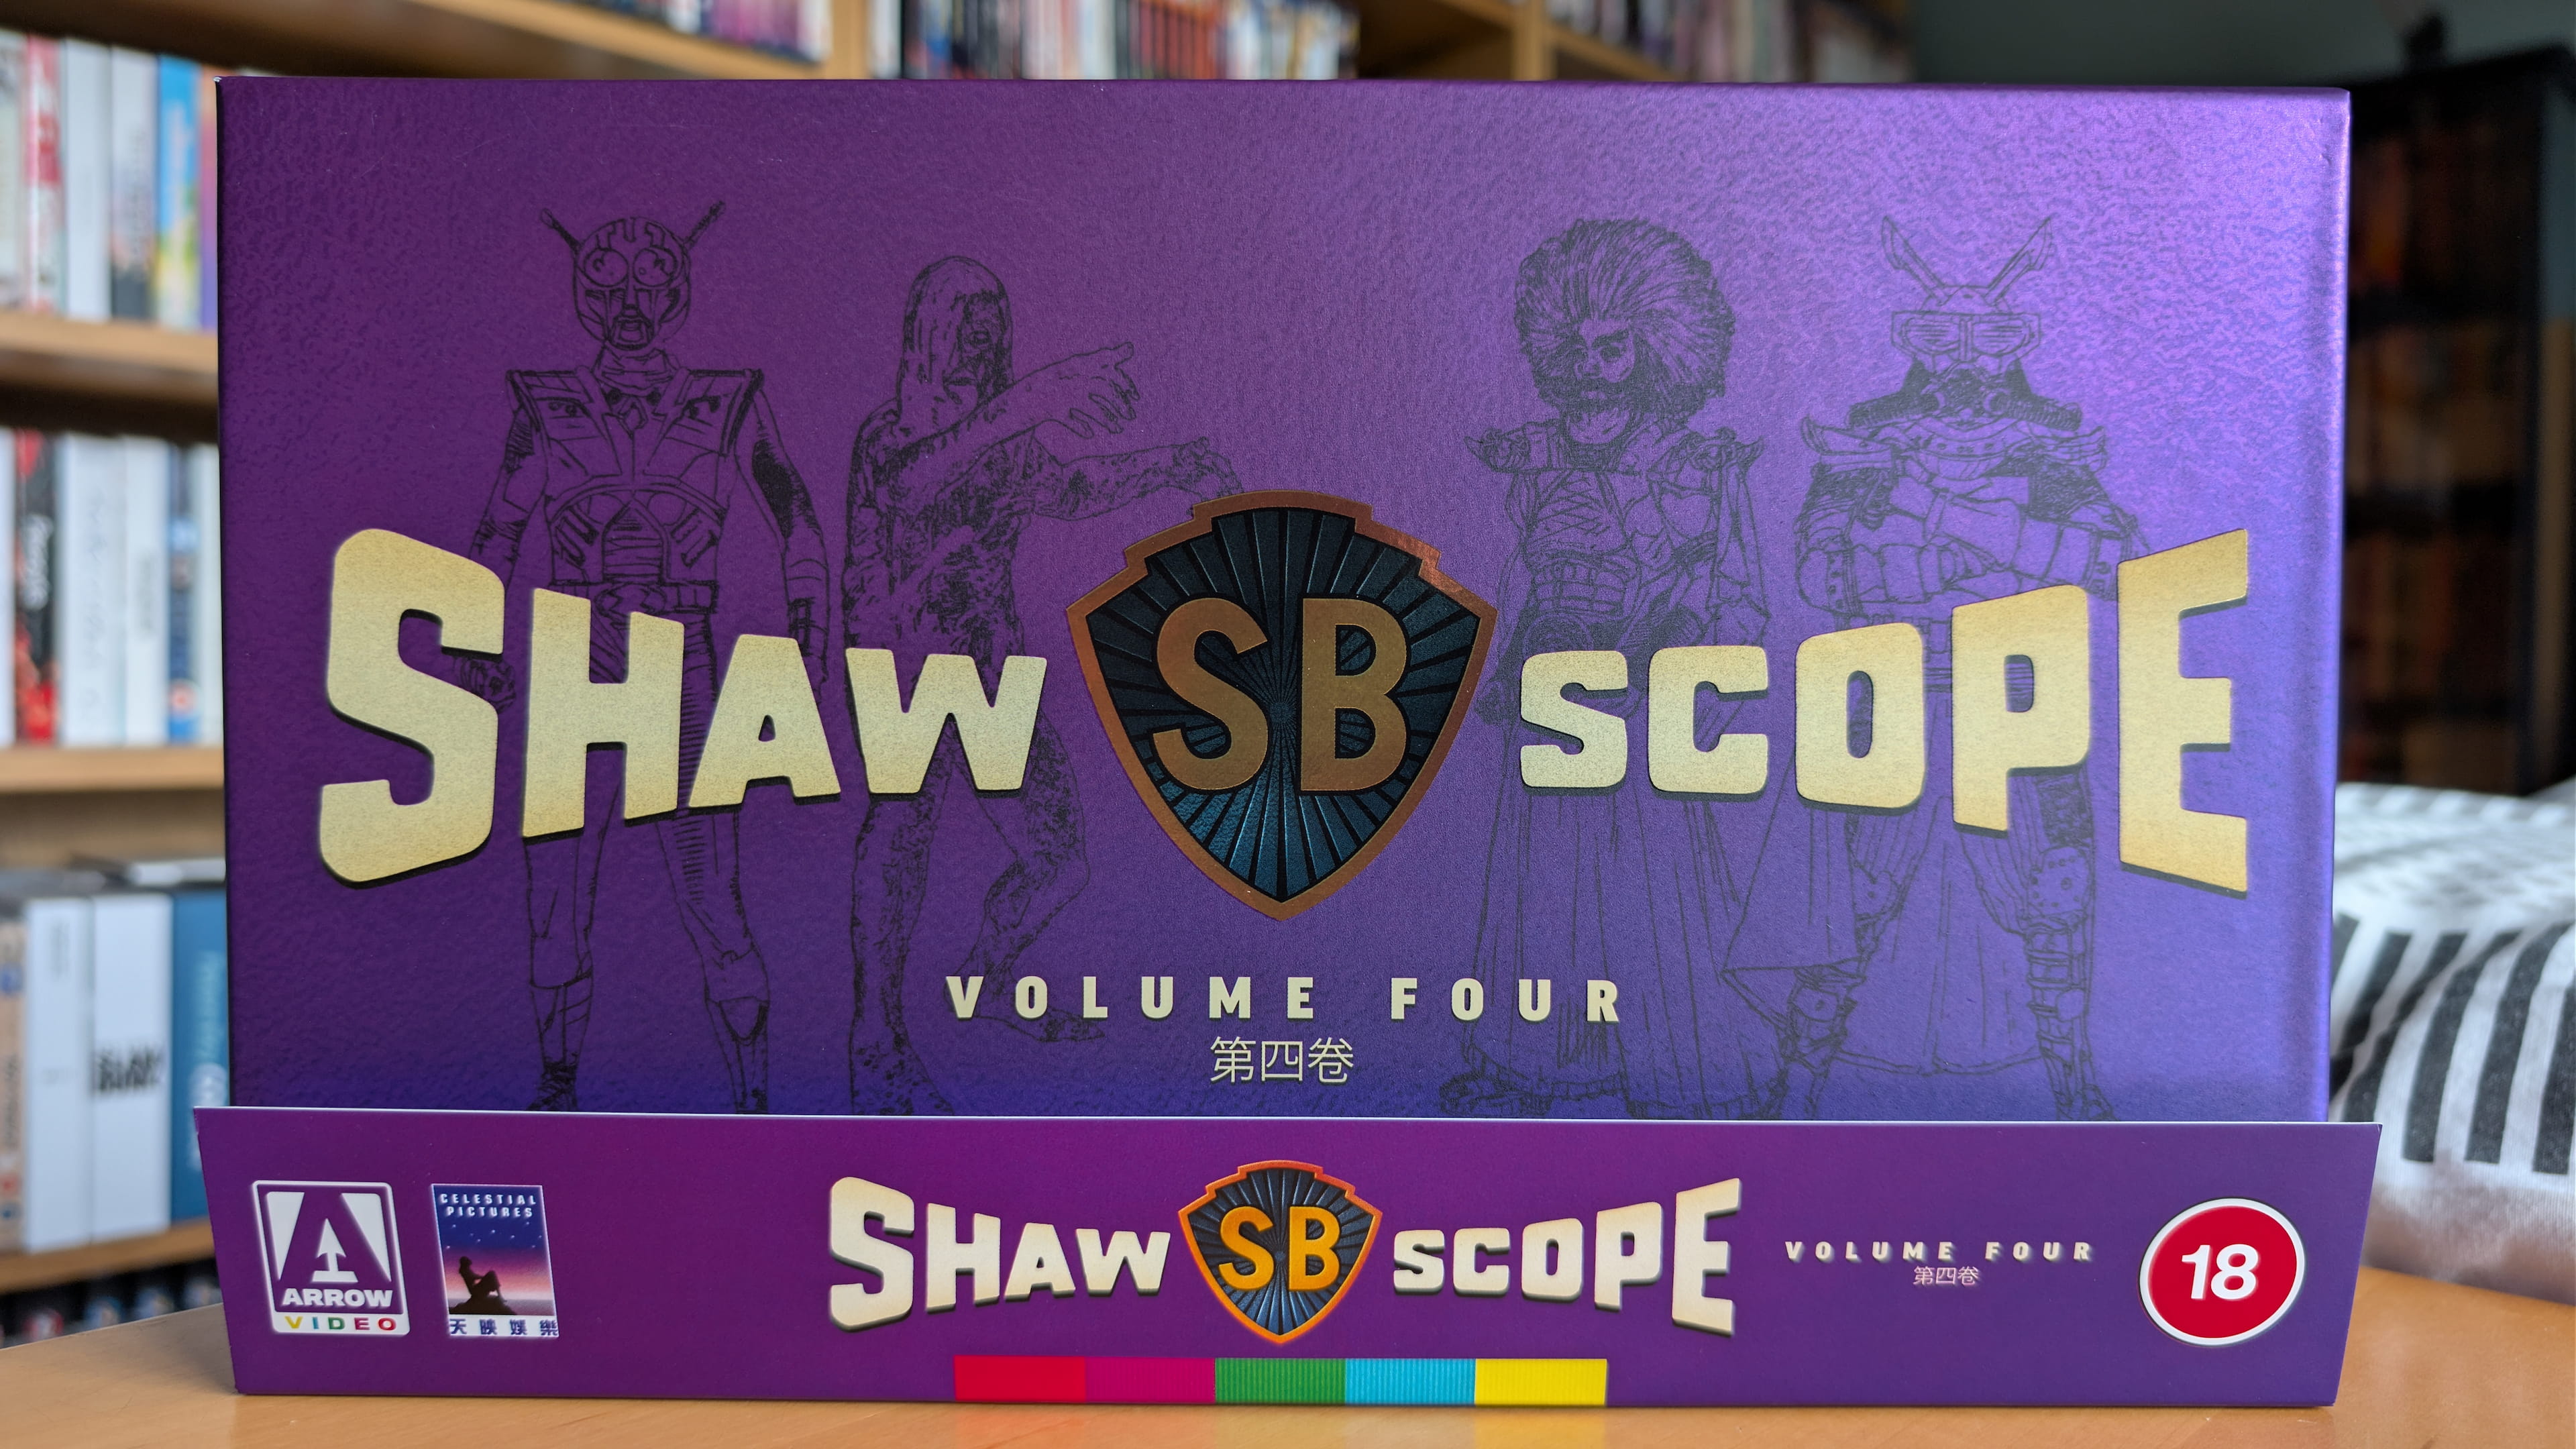 SHAW SB SCOPE
VOLUME FOUR
第四卷
ARROW
VIDEO
CELESTIAL
PICTURES
天映娛樂
SHAW SB SCOPE
VOLUME FOUR
第四卷
18